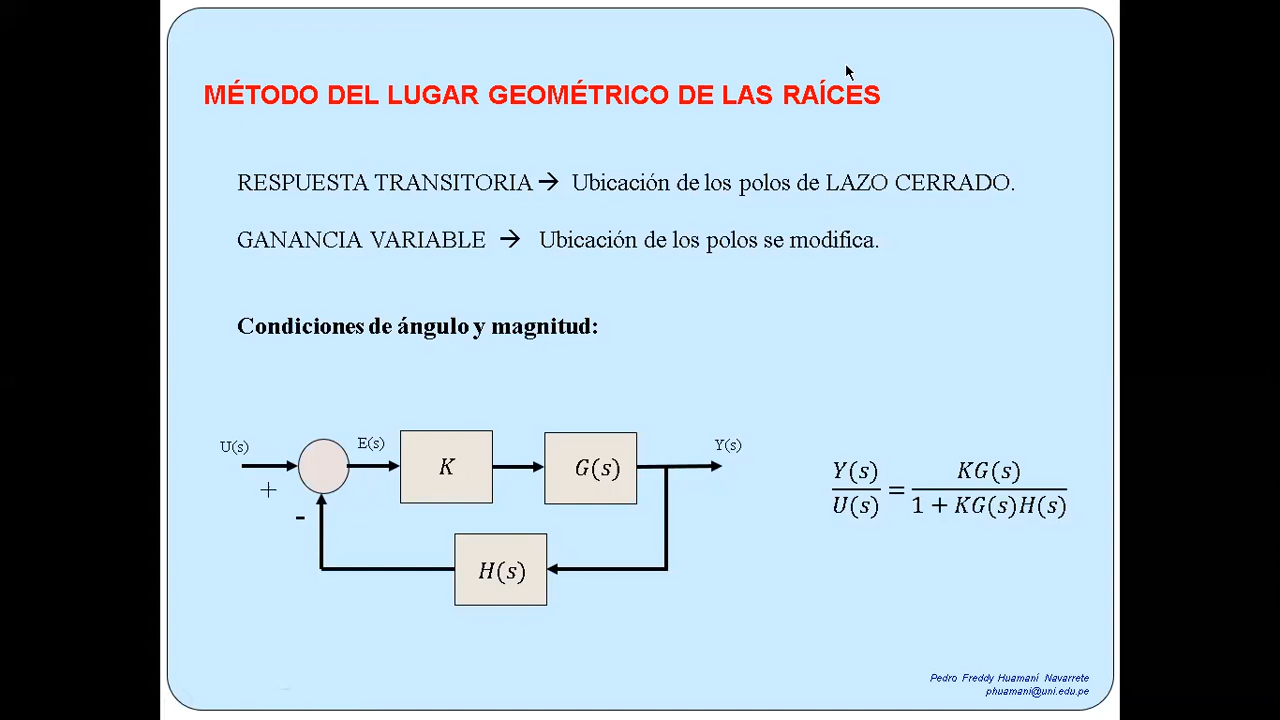 MÉTODO DEL LUGAR GEOMÉTRICO DE LAS RAÍCES
RESPUESTA TRANSITORIA → Ubicación de los polos de LAZO CERRADO.
GANANCIA VARIABLE → Ubicación de los polos se modifica.
Condiciones de ángulo y magnitud:
U(s)
E(s)
Y(s)
K
G(s)
+
-
H(s)
Y(s)/U(s) = KG(s)/(1 + KG(s)H(s))
Pedro Freddy Huamaní Navarrete
phuamani@uni.edu.pe